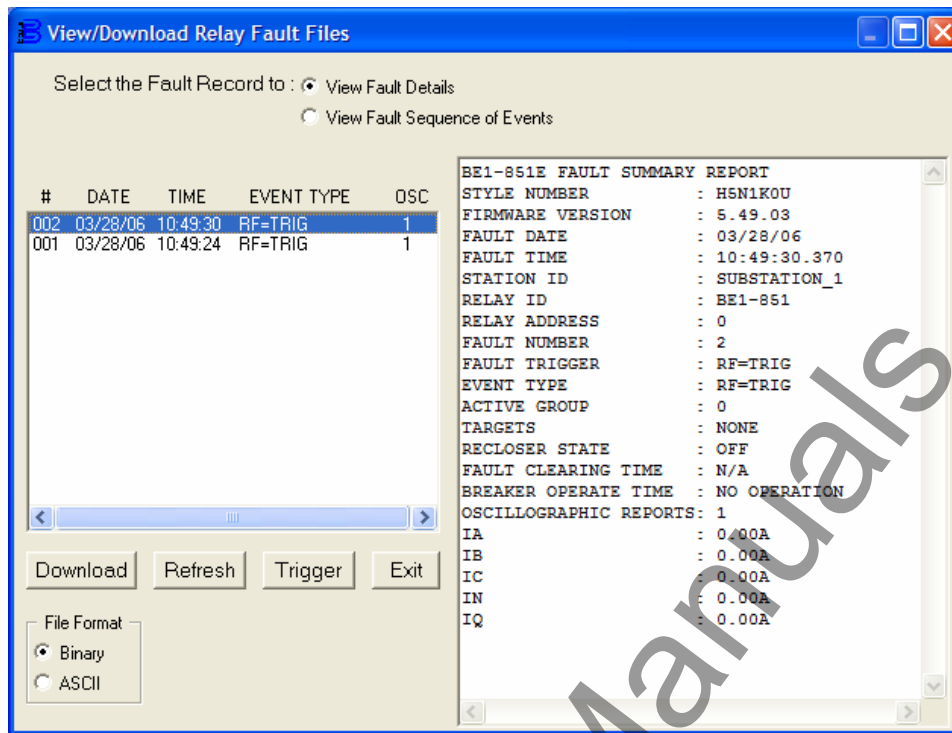 View/Download Relay Fault Files
Select the Fault Record to :
View Fault Details
View Fault Sequence of Events
# DATE TIME EVENT TYPE OSC
002 03/28/06 10:49:30 RF=TRIG 1
001 03/28/06 10:49:24 RF=TRIG 1
Download
Refresh
Trigger
Exit
File Format
Binary
ASCII
BE1-851E FAULT SUMMARY REPORT
STYLE NUMBER : H5N1K0U
FIRMWARE VERSION : 5.49.03
FAULT DATE : 03/28/06
FAULT TIME : 10:49:30.370
STATION ID : SUBSTATION_1
RELAY ID : BE1-851
RELAY ADDRESS : 0
FAULT NUMBER : 2
FAULT TRIGGER : RF=TRIG
EVENT TYPE : RF=TRIG
ACTIVE GROUP : 0
TARGETS : NONE
RECLOSER STATE : OFF
FAULT CLEARING TIME : N/A
BREAKER OPERATE TIME : NO OPERATION
OSCILLOGRAPHIC REPORTS: 1
IA : 0.00A
IB : 0.00A
IC : 0.00A
IN : 0.00A
IQ : 0.00A
Manuals